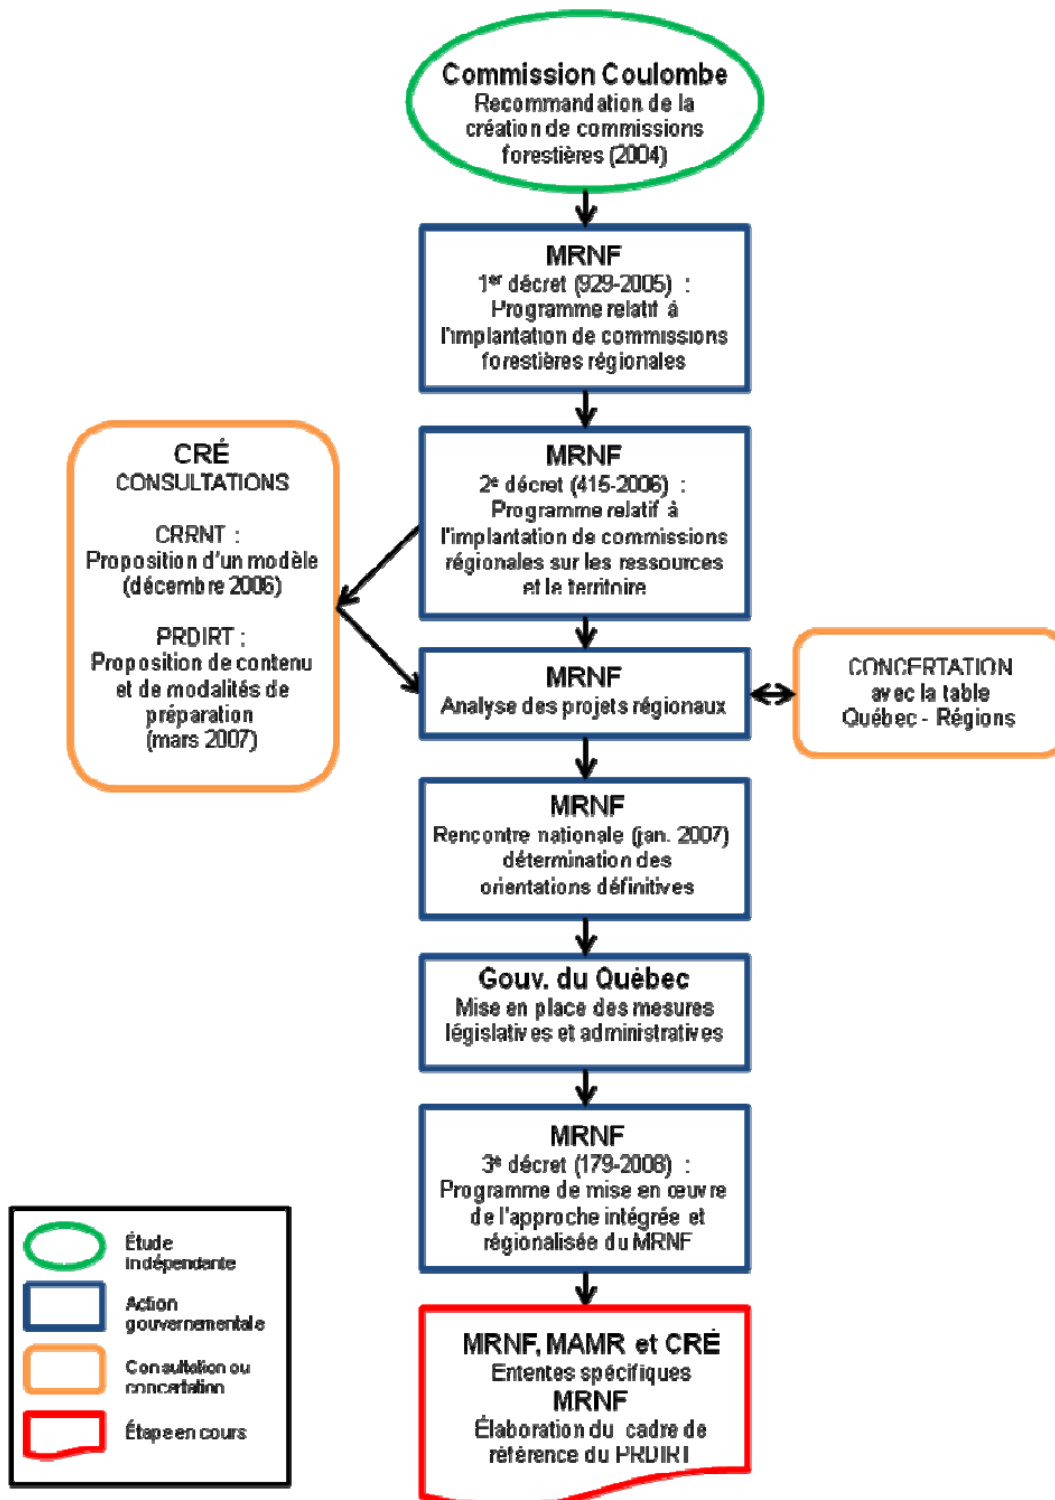 Commission Coulombe
Recommandation de la
création de commissions
forestières (2004)
MRNF
1er décret (929-2005) :
Programme relatif à
l'implantation de commissions
forestières régionales
CRÉ
CONSULTATIONS
CRRNT :
Proposition d'un modèle
(décembre 2006)
PRDIRT :
Proposition de contenu
et de modalités de
préparation
(mars 2007)
MRNF
2e décret (415-2006) :
Programme relatif à
l'implantation de commissions
régionales sur les ressources
et le territoire
MRNF
Analyse des projets régionaux
CONCERTATION
avec la table
Québec - Régions
MRNF
Rencontre nationale (jan. 2007)
détermination des
orientations définitives
Gouv. du Québec
Mise en place des mesures
législatives et administratives
MRNF
3e décret (179-2008) :
Programme de mise en œuvre
de l'approche intégrée et
régionalisée du MRNF
MRNF, MAMR et CRÉ
Ententes spécifiques
MRNF
Élaboration du cadre de
référence du PRDIRT
Étude
indépendante
Action
gouvernementale
Consultation ou
concertation
Étape en cours